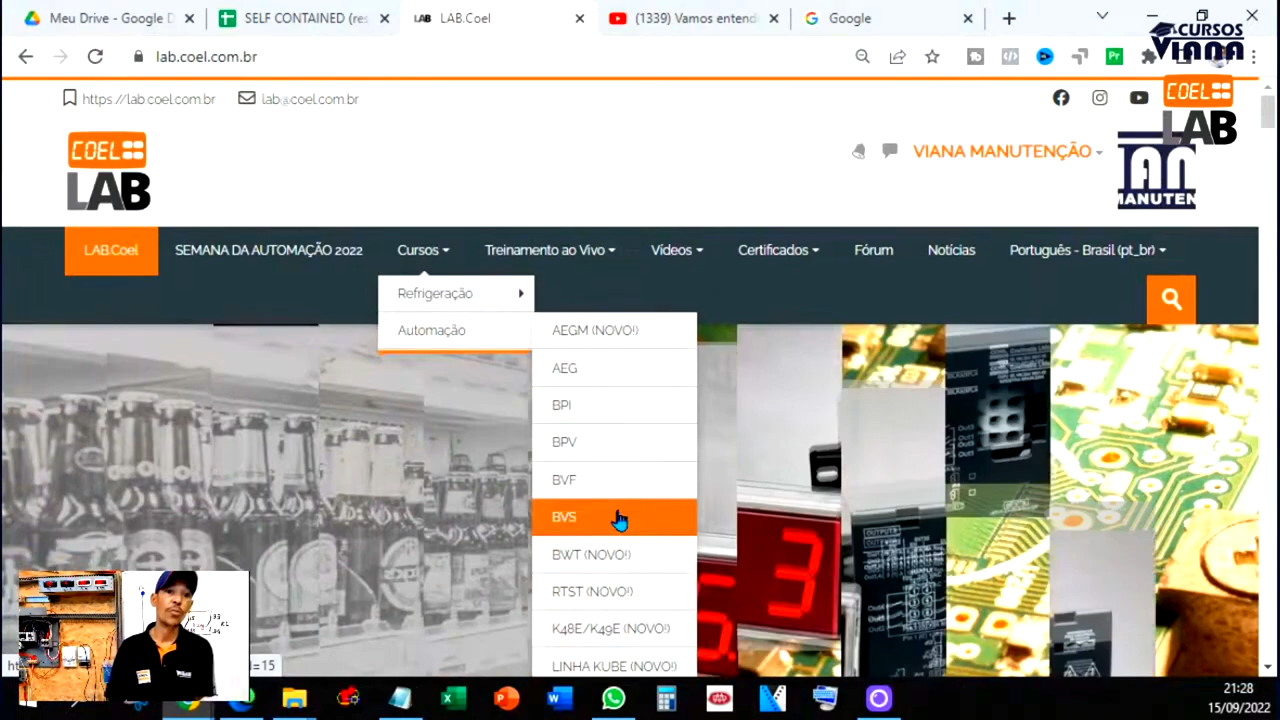 Meu Drive - Google D
SELF CONTAINED (res
LAB.Coel
(1339) Vamos entend
Google
CURSOS
VIANA
lab.coel.com.br
https://lab.coel.com.br
lab@coel.com.br
COEL
LAB
COEL
LAB
VIANA MANUTENÇÃO
MANUTEN
LAB.Coel
SEMANA DA AUTOMAÇÃO 2022
Cursos
Treinamento ao Vivo
Vídeos
Certificados
Fórum
Notícias
Português - Brasil (pt_br)
Refrigeração
Automação
AEGM (NOVO!)
AEG
BPI
BPV
BVF
BVS
BWT (NOVO!)
RTST (NOVO!)
K48E/K49E (NOVO!)
LINHA KUBE (NOVO!)
3
=15
21:28
15/09/2022